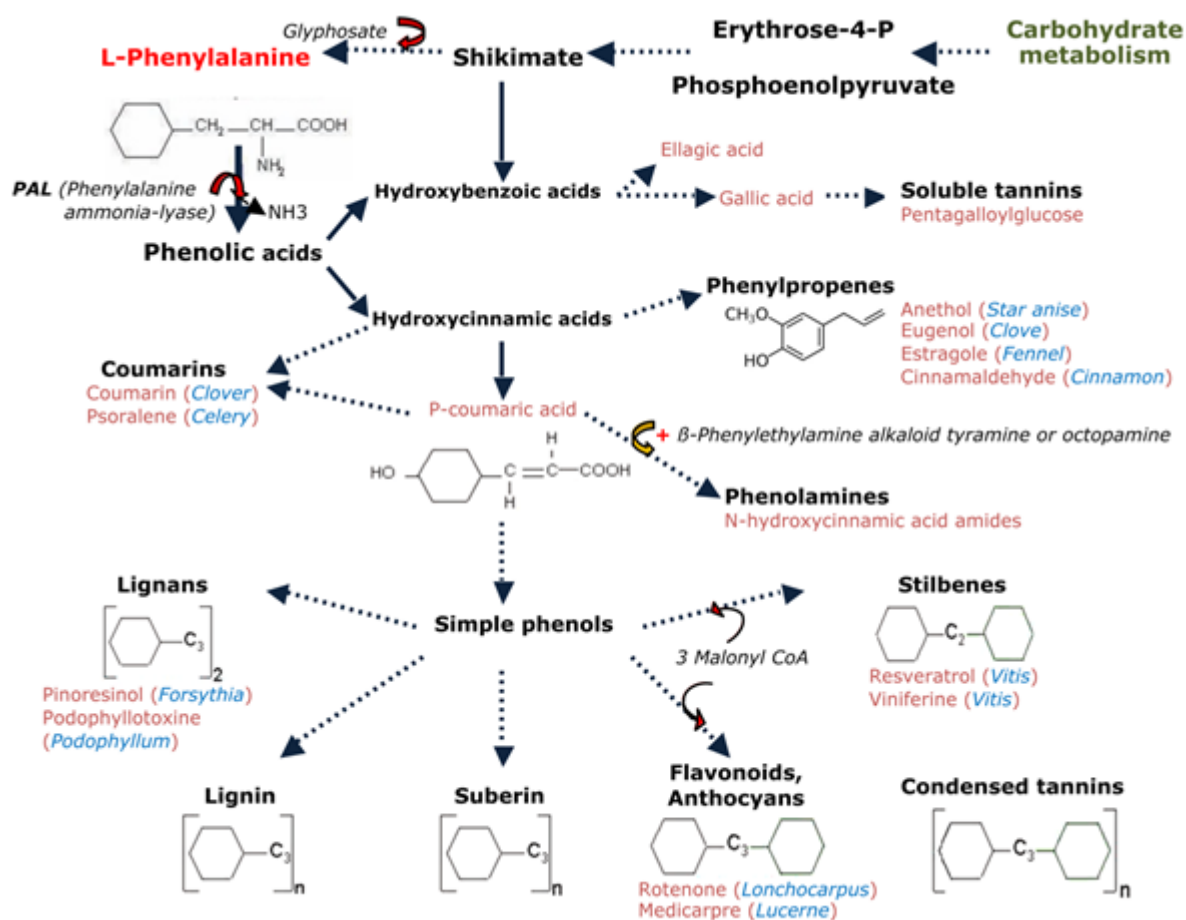 Glyphosate
Erythrose-4-P
Carbohydrate
metabolism
L-Phenylalanine
Shikimate
Phosphoenolpyruvate
CH2
CH
COOH
NH2
PAL (Phenylalanine
ammonia-lyase)
NH3
Phenolic acids
Hydroxybenzoic acids
Ellagic acid
Gallic acid
Soluble tannins
Pentagalloylglucose
Hydroxycinnamic acids
Phenylpropenes
CH3O
HO
Anethol (Star anise)
Eugenol (Clove)
Estragole (Fennel)
Cinnamaldehyde (Cinnamon)
Coumarins
Coumarin (Clover)
Psoralene (Celery)
P-coumaric acid
+ ß-Phenylethylamine alkaloid tyramine or octopamine
H
HO
C
C
COOH
H
Phenolamines
N-hydroxycinnamic acid amides
Lignans
C3
2
Pinoresinol (Forsythia)
Podophyllotoxine
(Podophyllum)
Simple phenols
3 Malonyl CoA
Stilbenes
C2
Resveratrol (Vitis)
Viniferine (Vitis)
Lignin
C3
n
Suberin
C3
n
Flavonoids,
Anthocyans
C3
Rotenone (Lonchocarpus)
Medicarpre (Lucerne)
Condensed tannins
C3
n